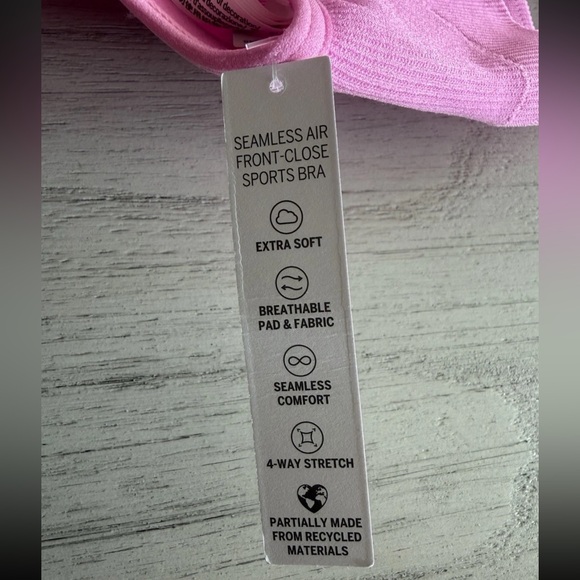 SEAMLESS AIR
FRONT-CLOSE
SPORTS BRA
EXTRA SOFT
BREATHABLE
PAD & FABRIC
SEAMLESS
COMFORT
4-WAY STRETCH
PARTIALLY MADE
FROM RECYCLED
MATERIALS